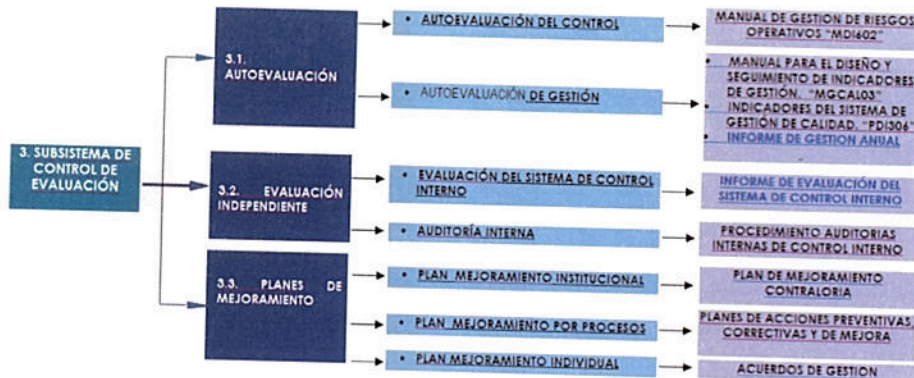 3. SUBSISTEMA DE
CONTROL DE
EVALUACIÓN
3.1.
AUTOEVALUACIÓN
• AUTOEVALUACIÓN DEL CONTROL
MANUAL DE GESTION DE RIESGOS
OPERATIVOS "MDI602"
• AUTOEVALUACIÓN DE GESTIÓN
• MANUAL PARA EL DISEÑO Y
SEGUIMIENTO DE INDICADORES
DE GESTIÓN. "MGCAL03"
• INDICADORES DEL SISTEMA DE
GESTIÓN DE CALIDAD. "PDI306"
• INFORME DE GESTION ANUAL
3.2. EVALUACIÓN
INDEPENDIENTE
• EVALUACIÓN DEL SISTEMA DE CONTROL
INTERNO
INFORME DE EVALUACIÓN DEL
SISTEMA DE CONTROL INTERNO
• AUDITORÍA INTERNA
PROCEDIMIENTO AUDITORIAS
INTERNAS DE CONTROL INTERNO
3.3. PLANES DE
MEJORAMIENTO
• PLAN MEJORAMIENTO INSTITUCIONAL
PLAN DE MEJORAMIENTO
CONTRALORIA
• PLAN MEJORAMIENTO POR PROCESOS
PLANES DE ACCIONES PREVENTIVAS
CORRECTIVAS Y DE MEJORA
• PLAN MEJORAMIENTO INDIVIDUAL
ACUERDOS DE GESTION